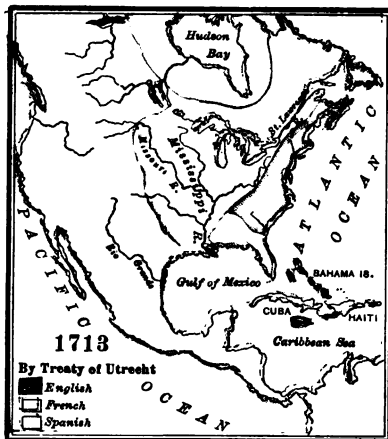 Hudson
Bay
St. Lawrence
Missouri R.
Mississippi
R.
Rio Grande
ATLANTIC
OCEAN
PACIFIC
OCEAN
Gulf of Mexico
BAHAMA IS.
CUBA
HAITI
Caribbean Sea
1713
By Treaty of Utrecht
English
French
Spanish